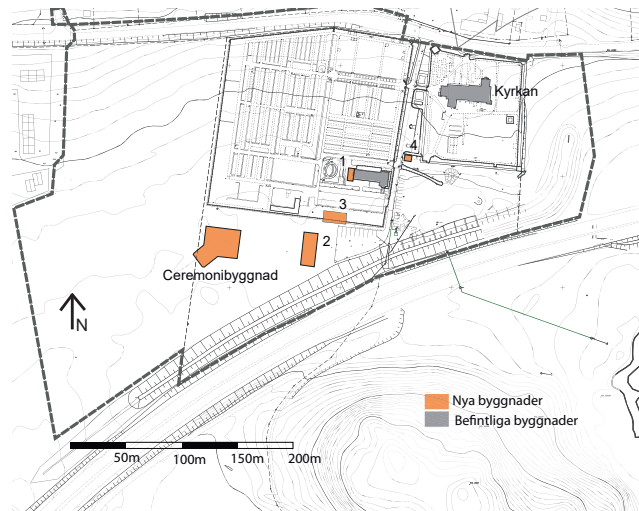 Kyrkan
4
1
3
2
Ceremonibyggnad
N
Nya byggnader
Befintliga byggnader
50m 100m 150m 200m